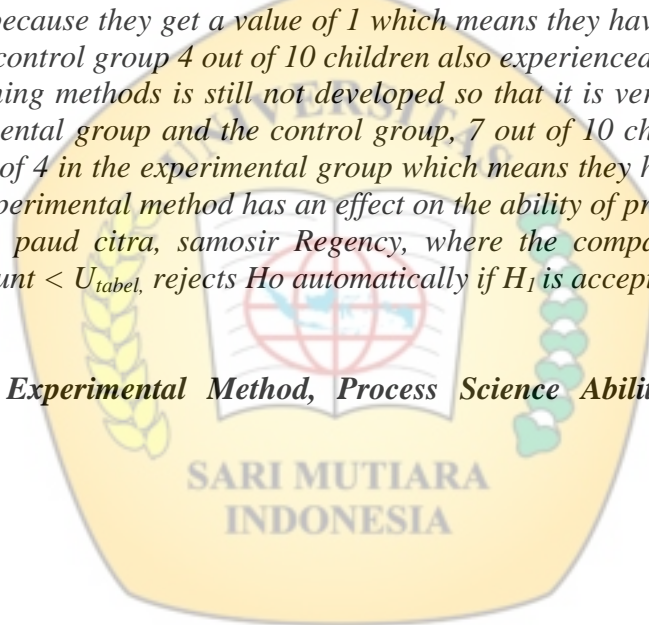 because they get a value of 1 which means they hav
control group 4 out of 10 children also experienced
ning methods is still not developed so that it is ver
ental group and the control group, 7 out of 10 ch
of 4 in the experimental group which means they h
perimental method has an effect on the ability of pr
paud citra, samosir Regency, where the compa
unt < Utabel, rejects Ho automatically if H1 is accep
Experimental Method, Process Science Abilit
UNIVERSITAS
SARI MUTIARA
INDONESIA